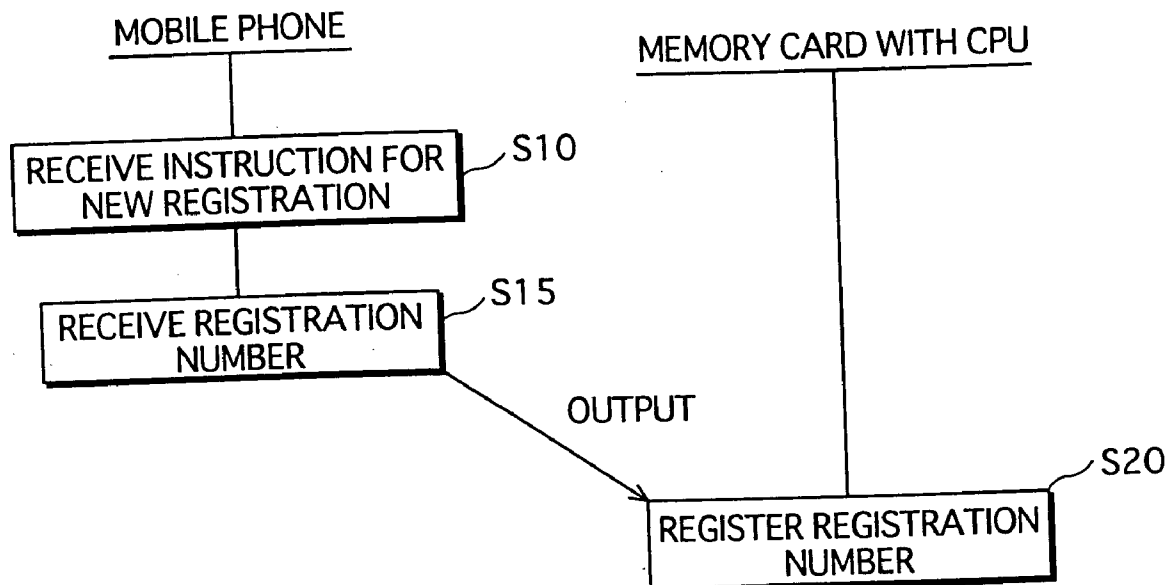 MOBILE PHONE
MEMORY CARD WITH CPU
RECEIVE INSTRUCTION FOR
NEW REGISTRATION
S10
RECEIVE REGISTRATION
NUMBER
S15
OUTPUT
REGISTER REGISTRATION
NUMBER
S20